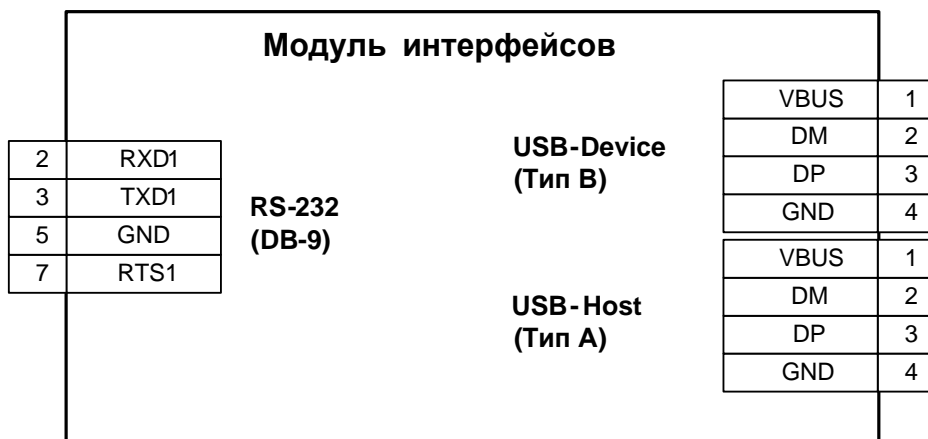 Модуль интерфейсов
2 RXD1
3 TXD1
5 GND
7 RTS1
RS-232
(DB-9)
USB-Device
(Тип B)
VBUS 1
DM 2
DP 3
GND 4
USB-Host
(Тип A)
VBUS 1
DM 2
DP 3
GND 4